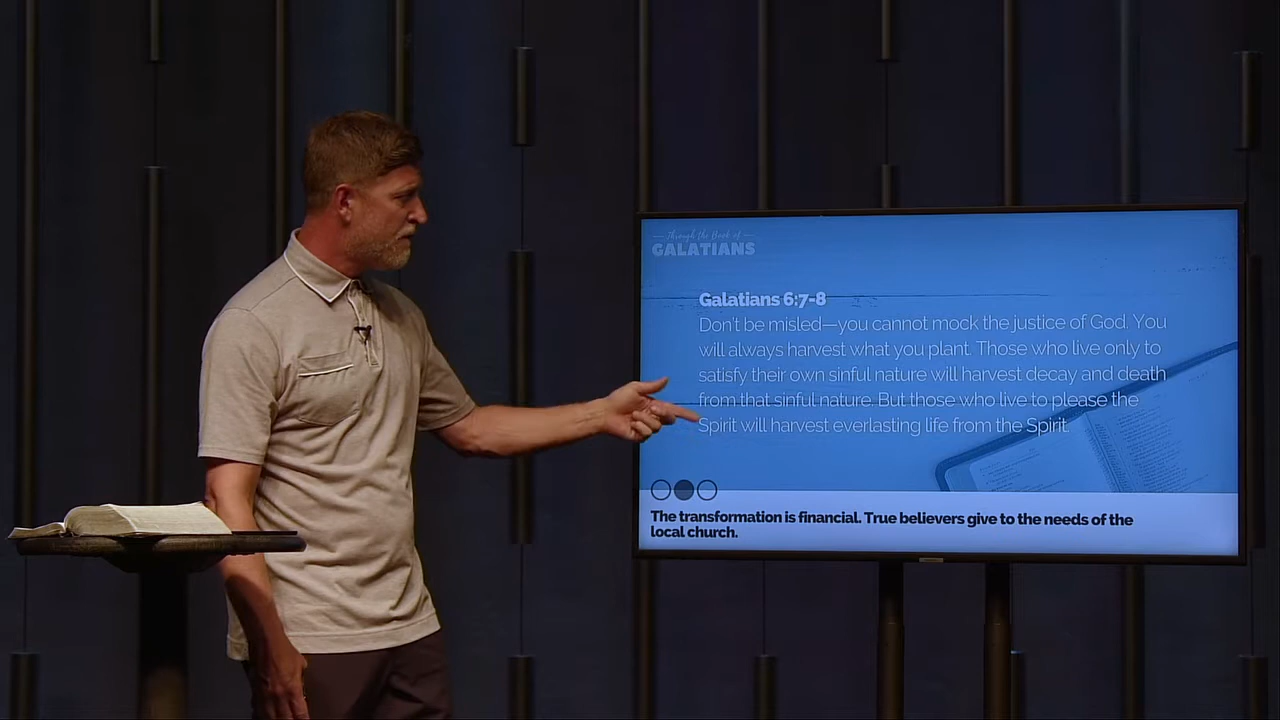 Through the Book of
GALATIANS
Galatians 6:7-8
Don't be misled—you cannot mock the justice of God. You
will always harvest what you plant. Those who live only to
satisfy their own sinful nature will harvest decay and death
from that sinful nature. But those who live to please the
Spirit will harvest everlasting life from the Spirit.
The transformation is financial. True believers give to the needs of the
local church.